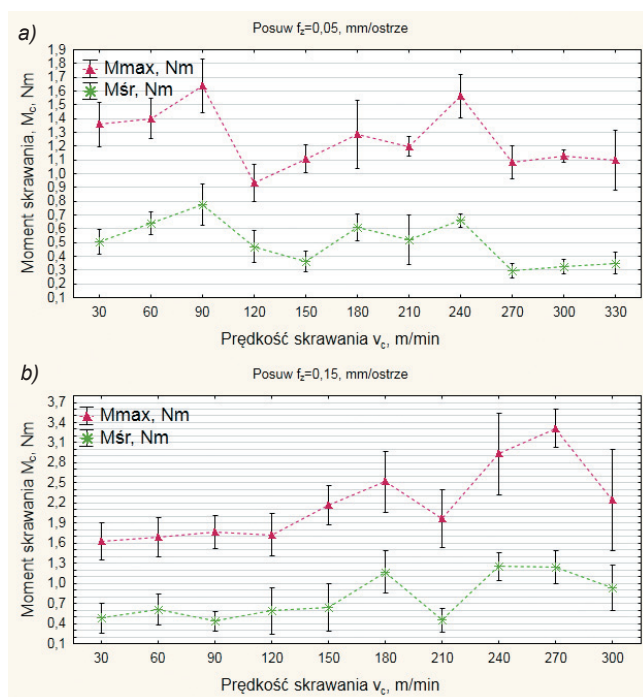 a)
Posuw fz=0,05, mm/ostrze
Moment skrawania, Mc, Nm
1,9
1,8
1,7
1,6
1,5
1,4
1,3
1,2
1,1
1,0
0,9
0,8
0,7
0,6
0,5
0,4
0,3
0,2
0,1
Mmax, Nm
Mśr, Nm
30 60 90 120 150 180 210 240 270 300 330
Prędkość skrawania vc, m/min
b)
Posuw fz=0,15, mm/ostrze
Moment skrawania Mc, Nm
3,7
3,4
3,1
2,8
2,5
2,2
1,9
1,6
1,3
1,0
0,7
0,4
0,1
Mmax, Nm
Mśr, Nm
30 60 90 120 150 180 210 240 270 300
Prędkość skrawania vc, m/min